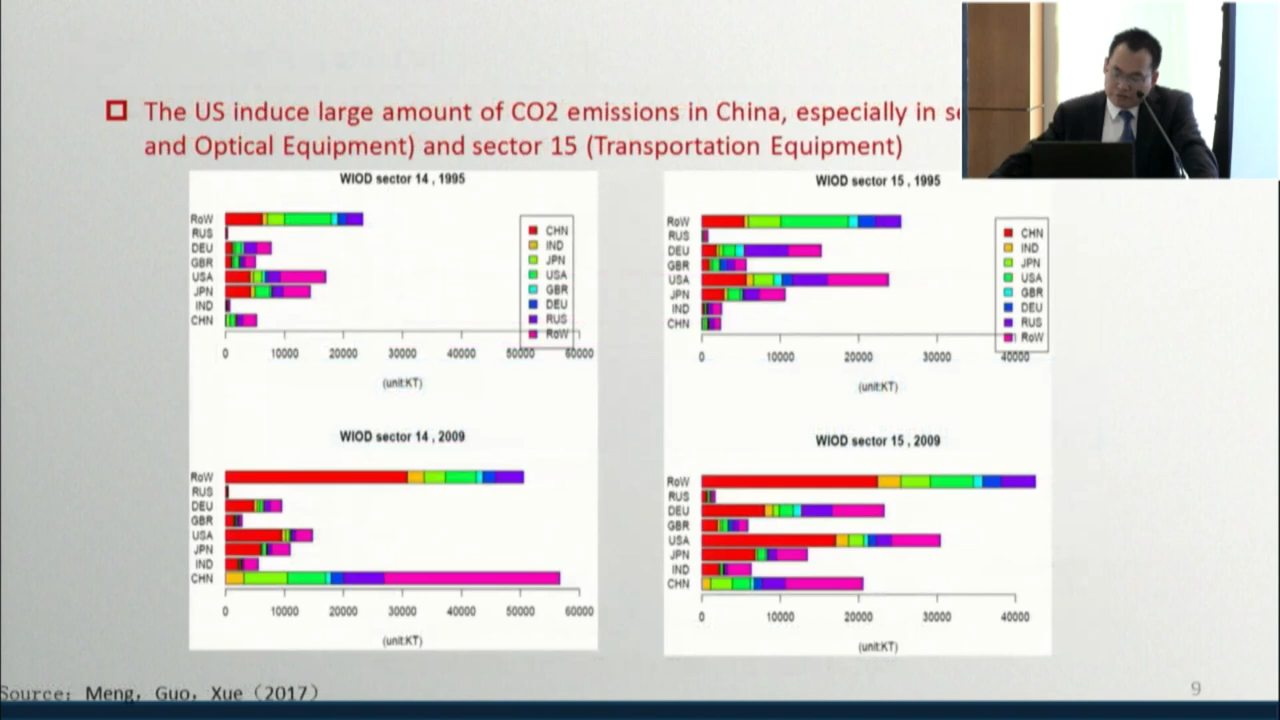 The US induce large amount of CO2 emissions in China, especially in
and Optical Equipment) and sector 15 (Transportation Equipment)
WIOD sector 14 , 1995
RoW
RUS
DEU
GBR
USA
JPN
IND
CHN
CHN
IND
JPN
USA
GBR
DEU
RUS
RoW
0 10000 20000 30000 40000 50000 60000
(unit:KT)
WIOD sector 15 , 1995
RoW
RUS
DEU
GBR
USA
JPN
IND
CHN
CHN
IND
JPN
USA
GBR
DEU
RUS
RoW
0 10000 20000 30000 40000
(unit:KT)
WIOD sector 14 , 2009
RoW
RUS
DEU
GBR
USA
JPN
IND
CHN
0 10000 20000 30000 40000 50000 60000
(unit:KT)
WIOD sector 15 , 2009
RoW
RUS
DEU
GBR
USA
JPN
IND
CHN
0 10000 20000 30000 40000
(unit:KT)
Source: Meng, Guo, Xue (2017)
9